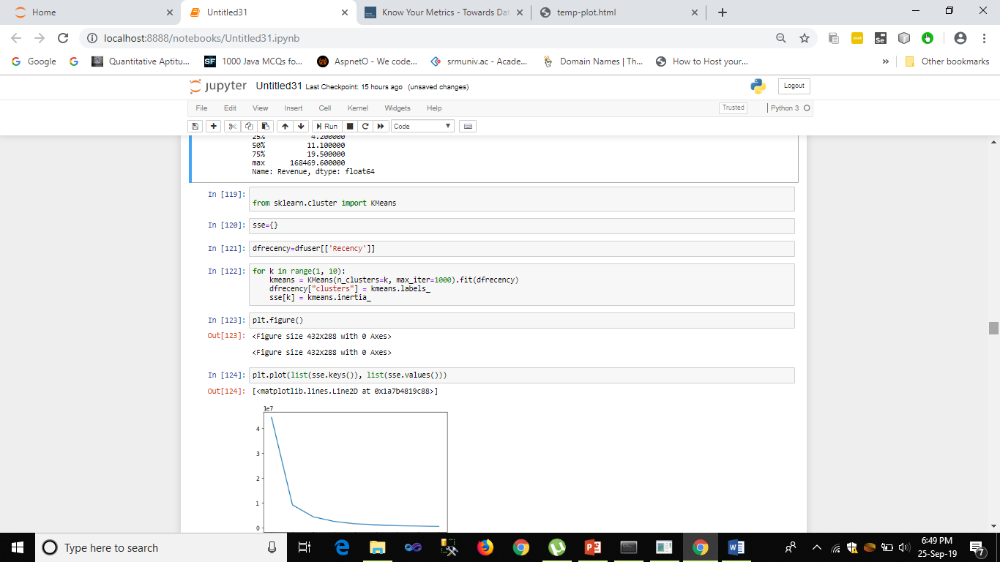 Home
Untitled31
Know Your Metrics - Towards Dat
temp-plot.html
localhost:8888/notebooks/Untitled31.ipynb
Google
Quantitative Aptitu...
SF 1000 Java MCQs fo...
AspnetO - We code...
srmuniv.ac - Acade...
Domain Names | Th...
How to Host your...
»
Other bookmarks
jupyter Untitled31 Last Checkpoint: 15 hours ago (unsaved changes)
Logout
File Edit View Insert Cell Kernel Widgets Help
Trusted
Python 3
Run
Code
25% 4.200000
50% 11.100000
75% 19.500000
max 168469.600000
Name: Revenue, dtype: float64
In [119]:
from sklearn.cluster import KMeans
In [120]: sse={}
In [121]: dfrecency=dfuser[['Recency']]
In [122]: for k in range(1, 10):
kmeans = KMeans(n_clusters=k, max_iter=1000).fit(dfrecency)
dfrecency["clusters"] = kmeans.labels_
sse[k] = kmeans.inertia_
In [123]: plt.figure()
Out[123]: <Figure size 432x288 with 0 Axes>
<Figure size 432x288 with 0 Axes>
In [124]: plt.plot(list(sse.keys()), list(sse.values()))
Out[124]: [<matplotlib.lines.Line2D at 0x1a7b4819c88>]
1e7
4
3
2
1
0
Type here to search
6:49 PM
25-Sep-19
7